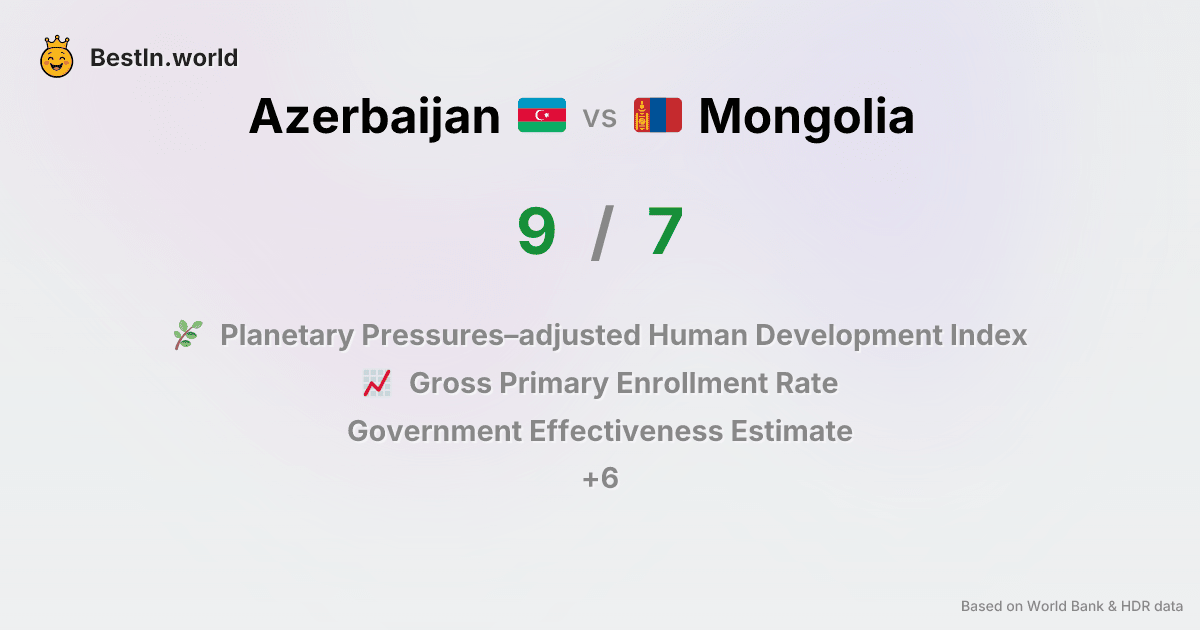 BestIn.world
Azerbaijan vs Mongolia
9 / 7
Planetary Pressures–adjusted Human Development Index
Gross Primary Enrollment Rate
Government Effectiveness Estimate
+6
Based on World Bank & HDR data